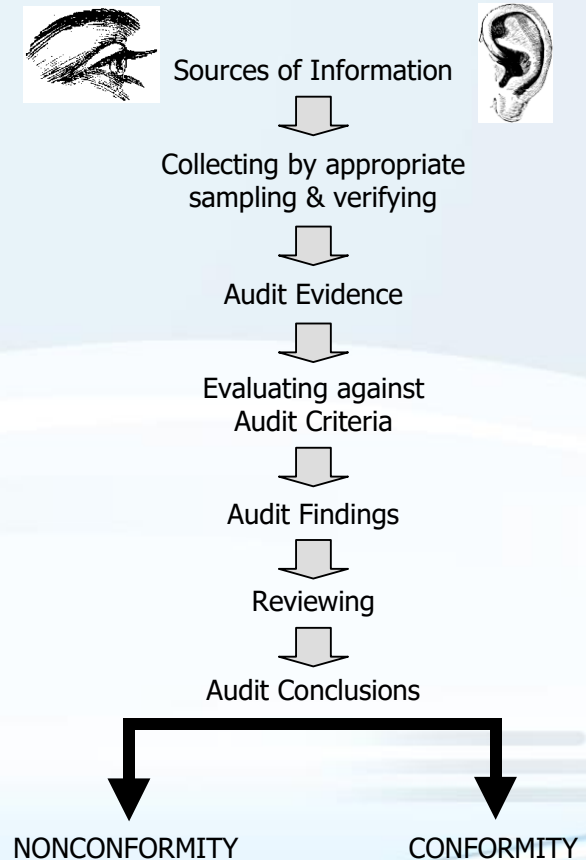 Sources of Information
Collecting by appropriate
sampling & verifying
Audit Evidence
Evaluating against
Audit Criteria
Audit Findings
Reviewing
Audit Conclusions
NONCONFORMITY
CONFORMITY